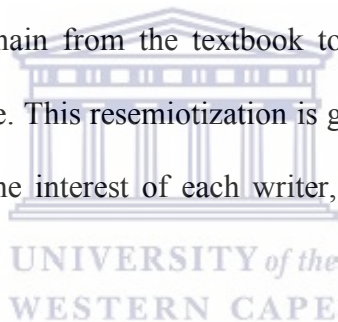 main from the textbook to
e. This resemiotization is g
he interest of each writer,
UNIVERSITY of the
WESTERN CAPE